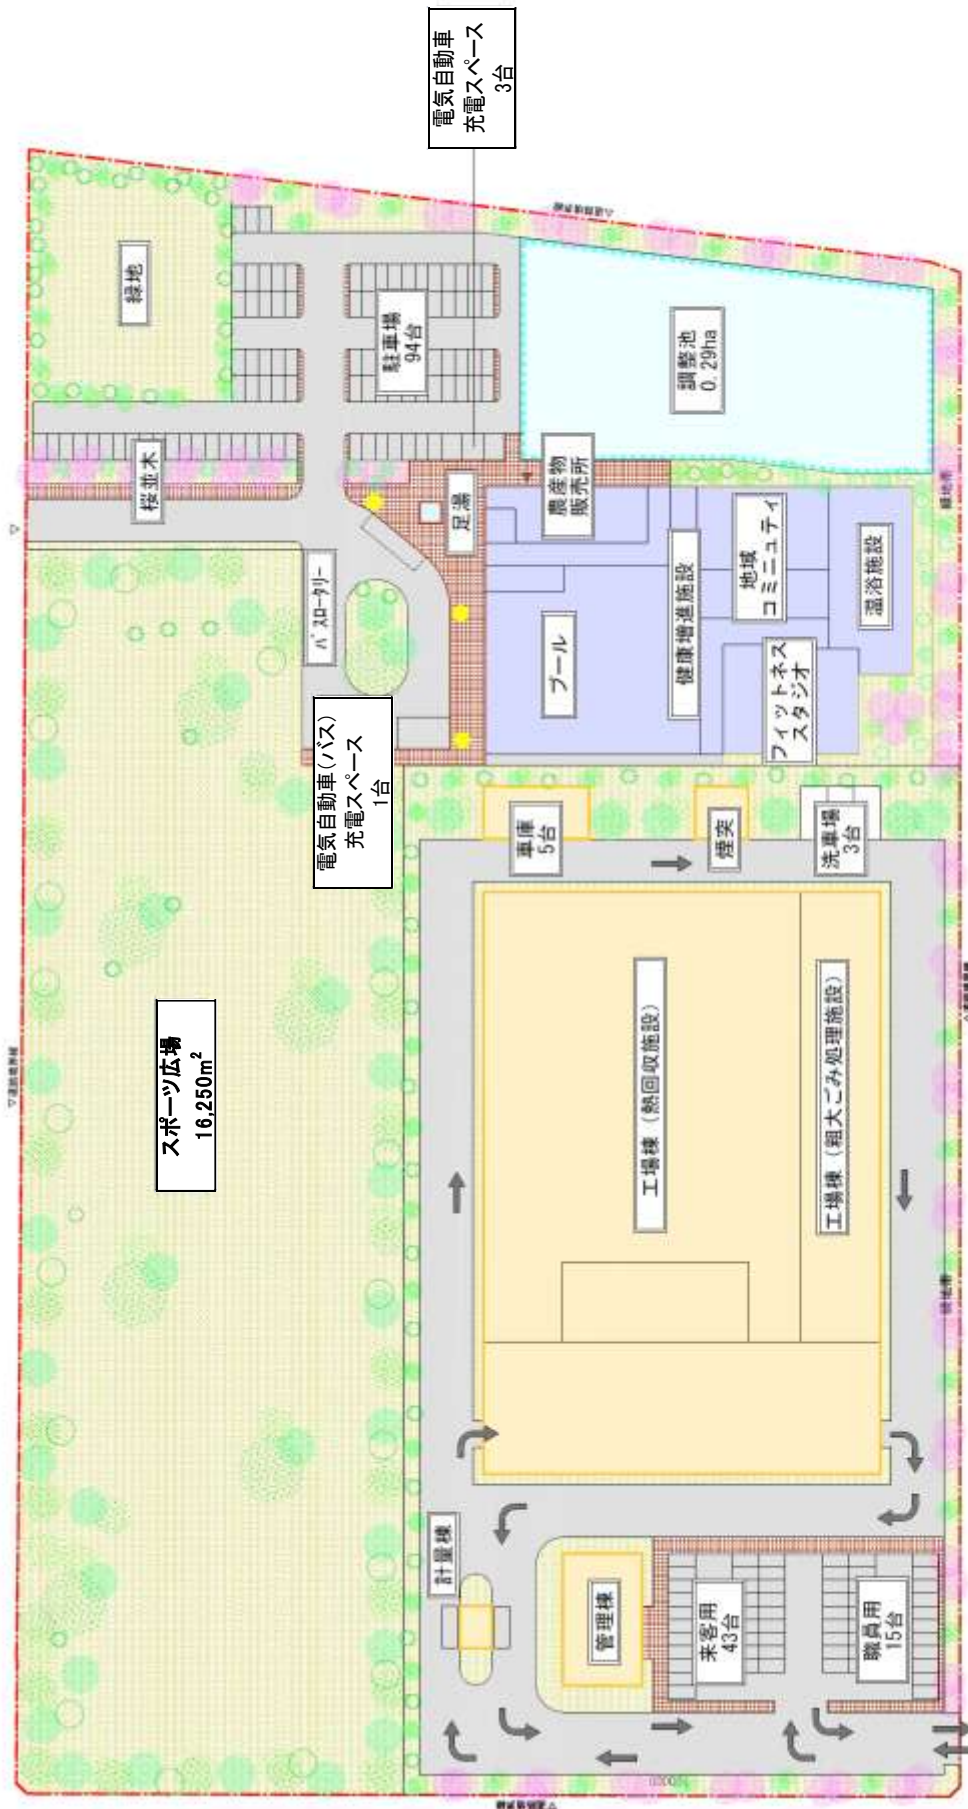 電気自動車
充電スペース
3台
緑地
駐車場
94台
調整池
0.29ha
桜並木
足湯
農産物
販売所
バスロータリー
プール
健康増進施設
地域
コミニュティ
温浴施設
フィットネス
スタジオ
電気自動車(バス)
充電スペース
1台
車庫
5台
煙突
洗車場
3台
スポーツ広場
16,250m²
工場棟(熱回収施設)
工場棟(粗大ごみ処理施設)
計量棟
管理棟
来客用
43台
職員用
15台
緑地帯
緑地帯